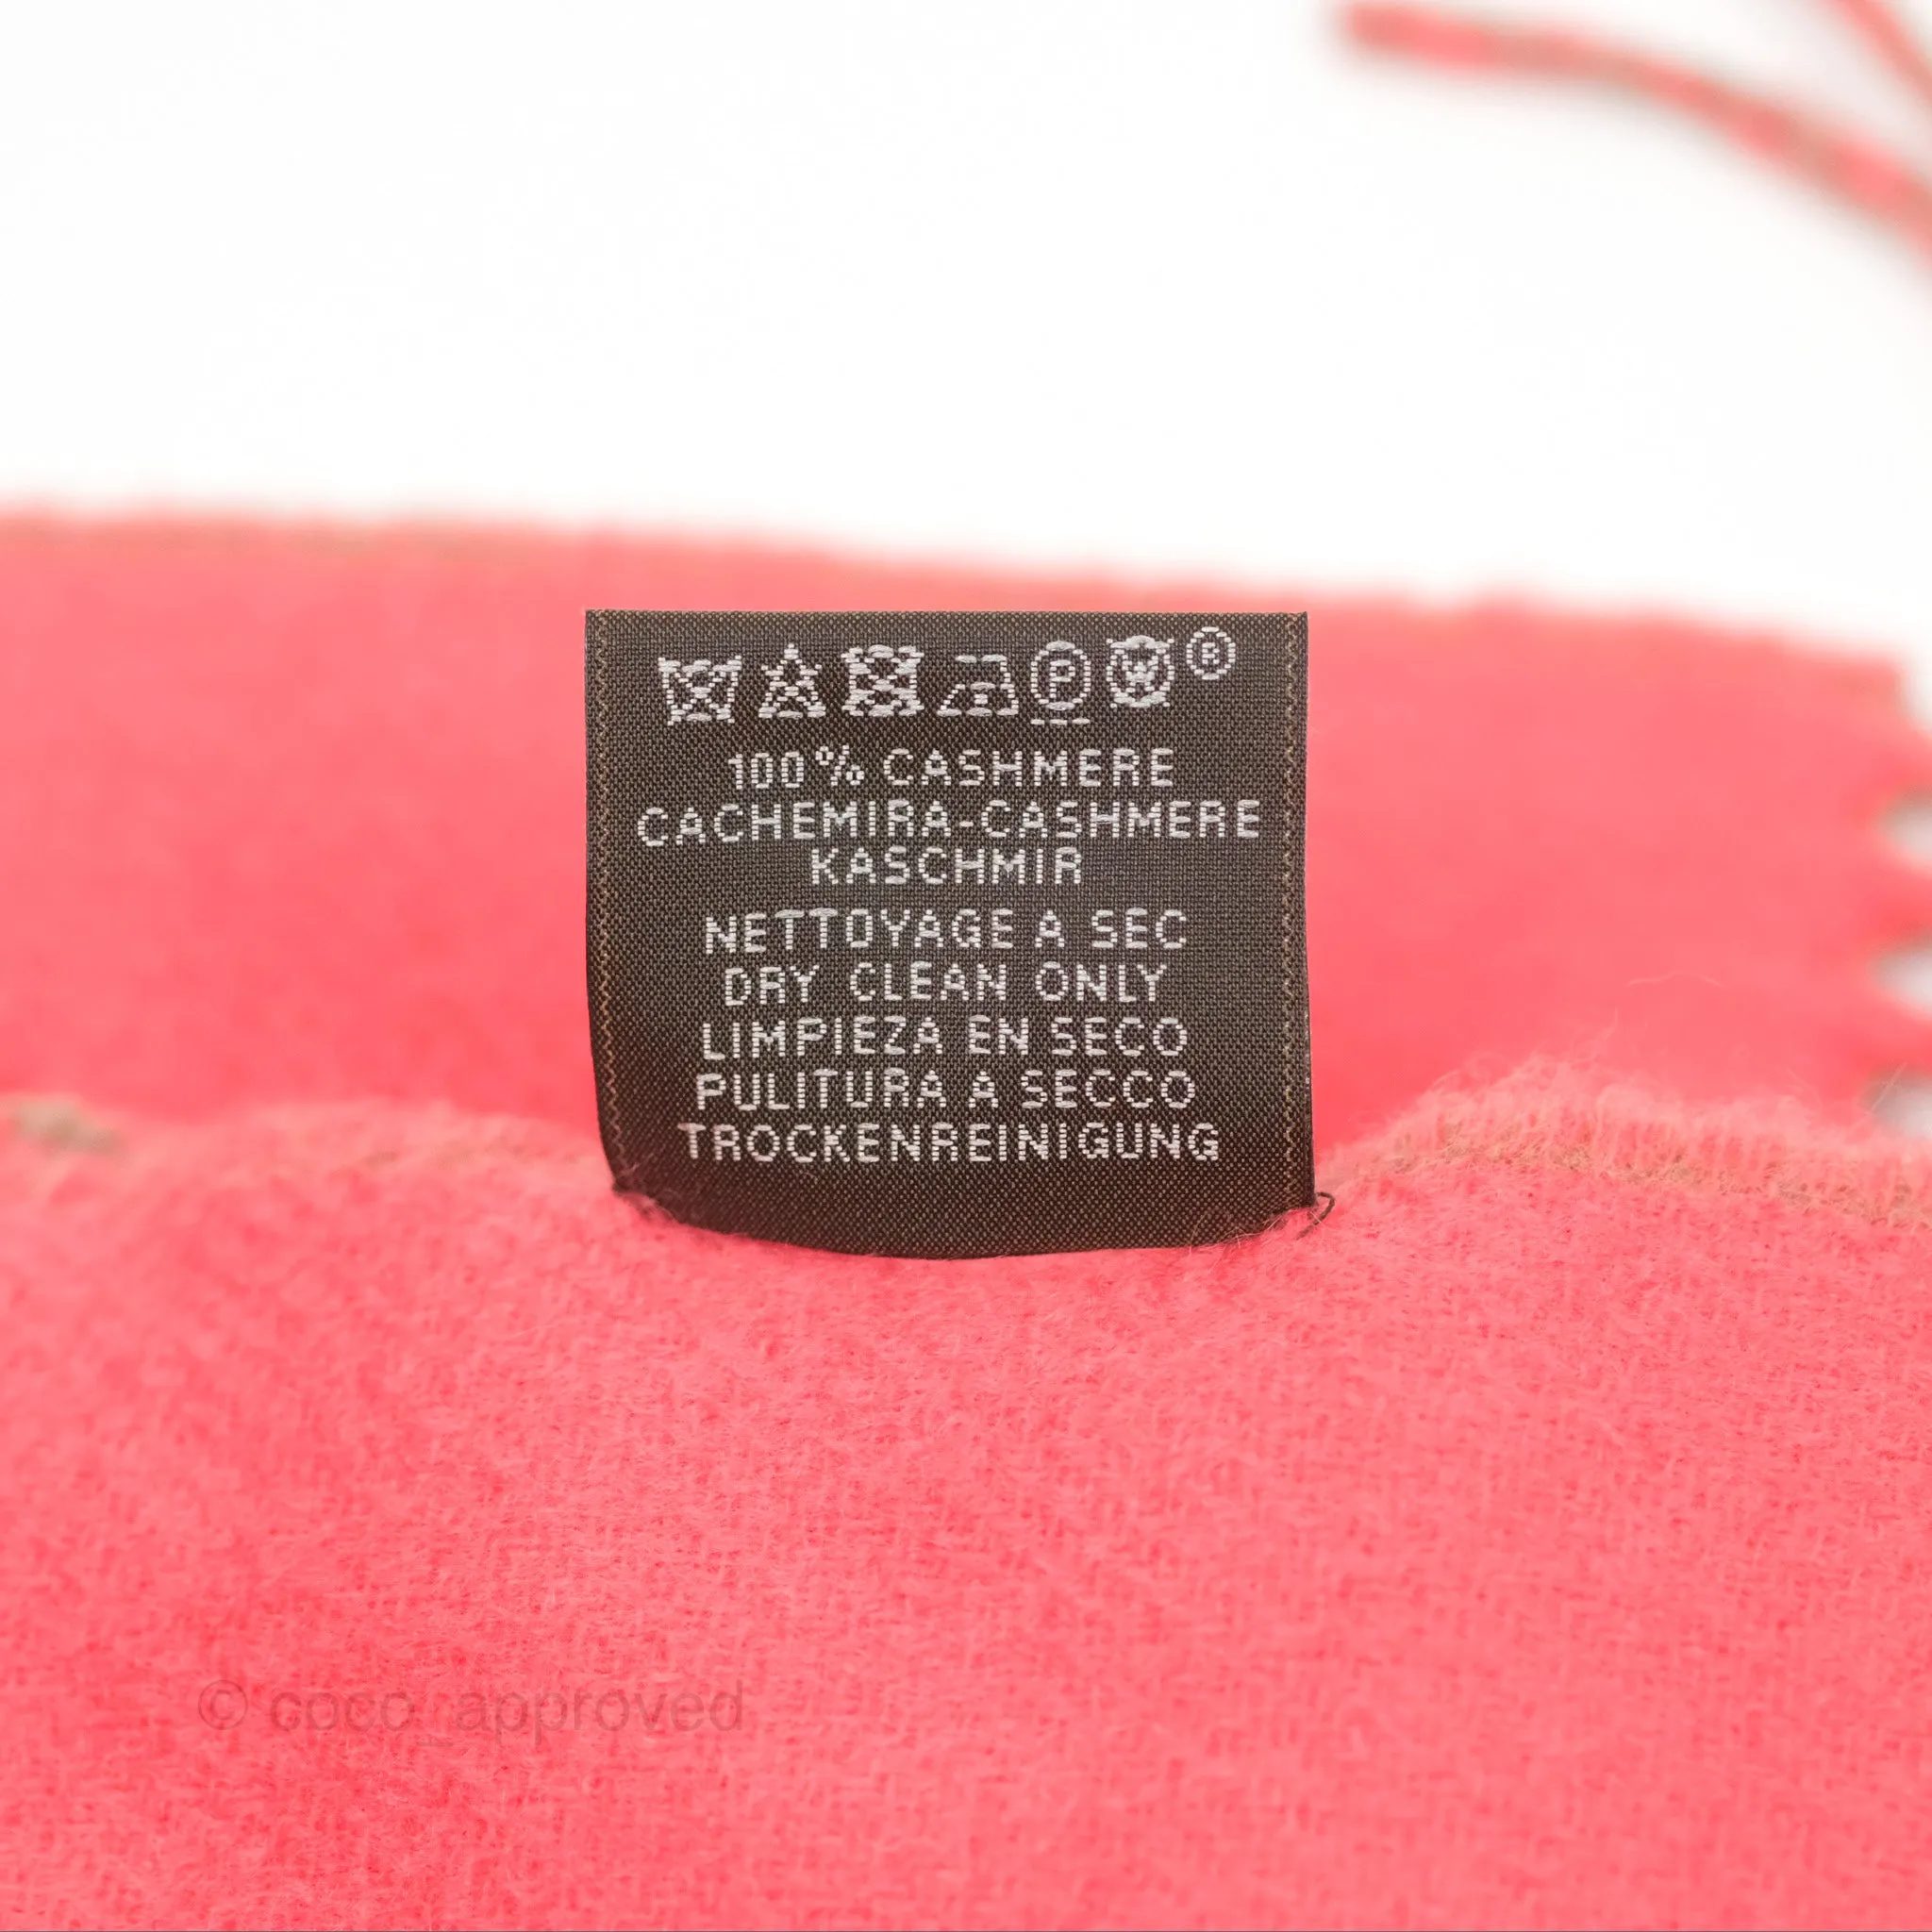 P W ®
100% CASHMERE
CACHEMIRA-CASHMERE
KASCHMIR
NETTOYAGE A SEC
DRY CLEAN ONLY
LIMPIEZA EN SECO
PULITURA A SECCO
TROCKENREINIGUNG
© coco_approved